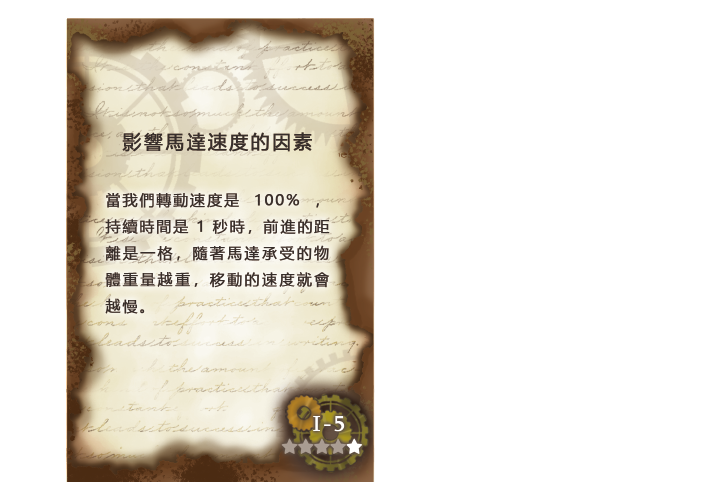 影響馬達速度的因素
當我們轉動速度是 100% ，
持續時間是 1 秒時，前進的距
離是一格，隨著馬達承受的物
體重量越重，移動的速度就會
越慢。
I-5